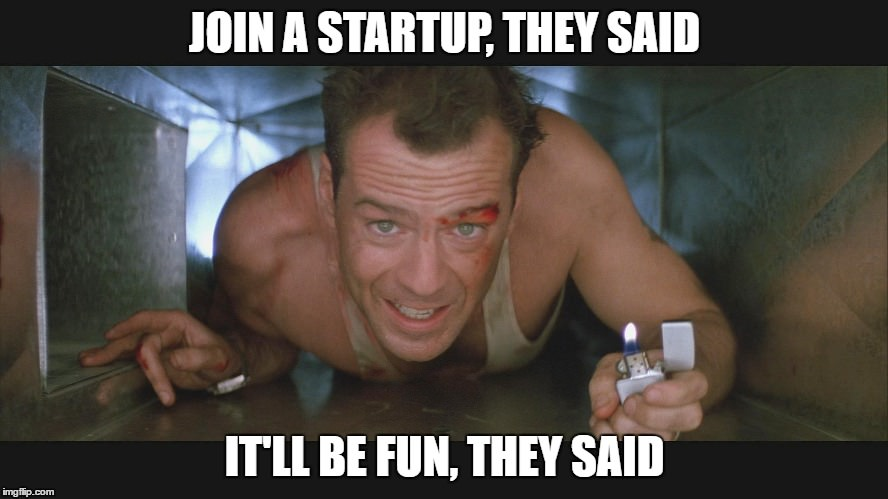 JOIN A STARTUP, THEY SAID
IT'LL BE FUN, THEY SAID
imgflip.com